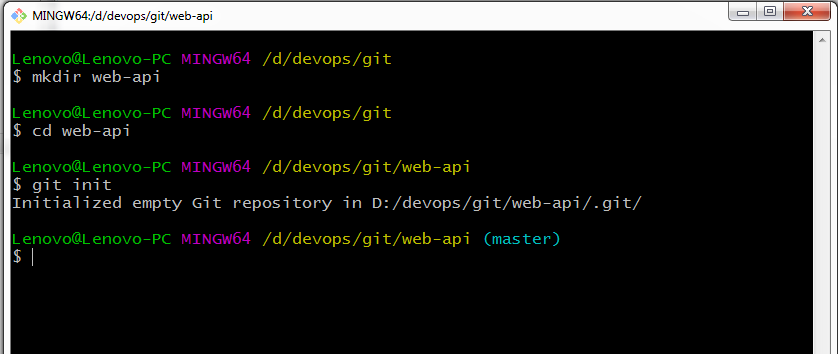 MINGW64:/d/devops/git/web-api
Lenovo@Lenovo-PC MINGW64 /d/devops/git
$ mkdir web-api
Lenovo@Lenovo-PC MINGW64 /d/devops/git
$ cd web-api
Lenovo@Lenovo-PC MINGW64 /d/devops/git/web-api
$ git init
Initialized empty Git repository in D:/devops/git/web-api/.git/
Lenovo@Lenovo-PC MINGW64 /d/devops/git/web-api (master)
$